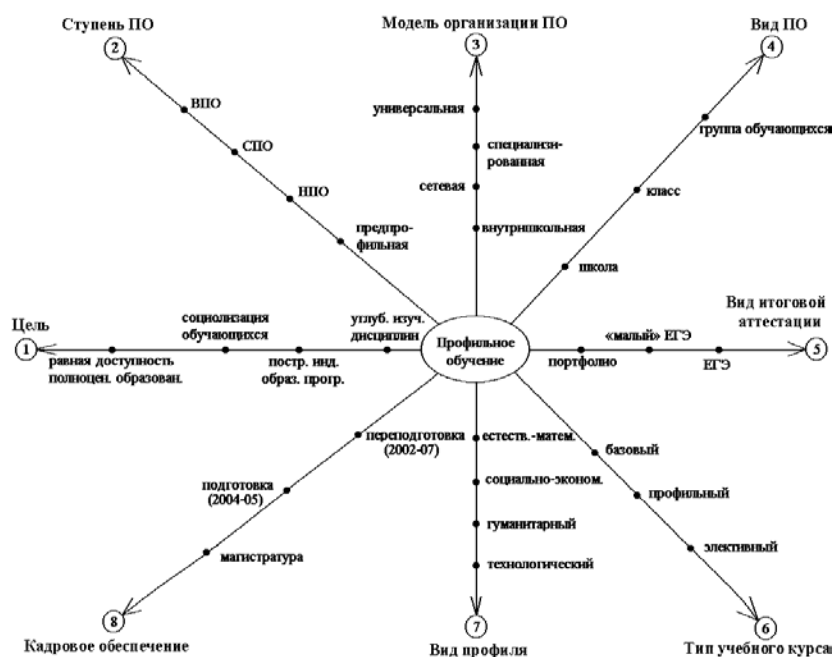 Ступень ПО
2
Модель организации ПО
3
Вид ПО
4
ВПО
СПО
НПО
предпро-
фильная
универсальная
специализи-
рованная
сетевая
внутришкольная
группа обучающихся
класс
школа
Цель
1
социолизация
обучающихся
углуб. изуч.
дисциплин
равная доступность
полноцен. образован.
постр. инд.
образ. прогр.
Профильное
обучение
«малый» ЕГЭ
портфолио
ЕГЭ
Вид итоговой
аттестации
5
переподготовка
(2002-07)
подготовка
(2004-05)
магистратура
8
Кадровое обеспечение
естеств.-матем.
социально-эконом.
гуманитарный
технологический
7
Вид профиля
базовый
профильный
элективный
6
Тип учебного курса